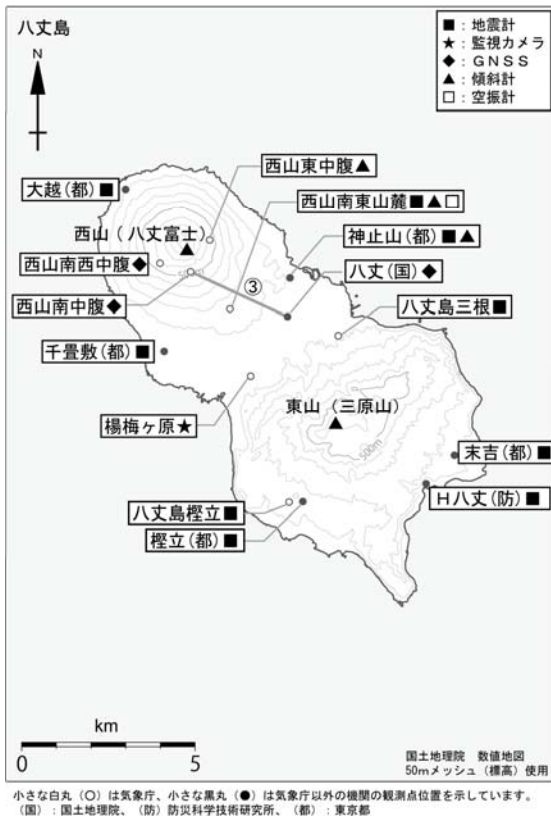 八丈島
N
■：地震計
★：監視カメラ
◆：ＧＮＳＳ
▲：傾斜計
□：空振計
西山東中腹▲
大越(都)■
西山南東山麓■▲□
西山（八丈富士）
神止山(都)■▲
西山南西中腹◆
八丈(国)◆
③
西山南中腹◆
八丈島三根■
千畳敷(都)■
東山（三原山）
楊梅ヶ原★
500m
末吉(都)■
Ｈ八丈(防)■
八丈島樫立■
樫立(都)■
km
0 5
国土地理院　数値地図
50mメッシュ（標高）使用
小さな白丸（○）は気象庁、小さな黒丸（●）は気象庁以外の機関の観測点位置を示しています。
（国）：国土地理院、（防）防災科学技術研究所、（都）：東京都